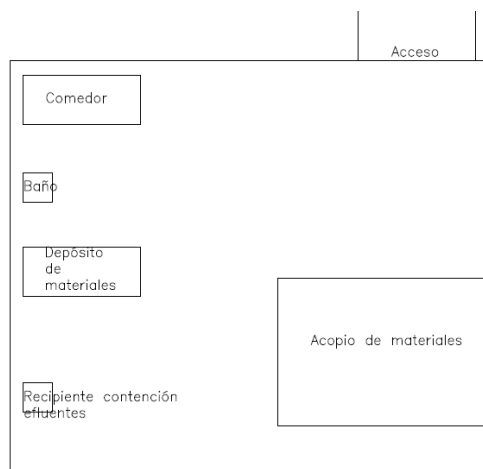 Acceso
Comedor
Baño
Depósito
de
materiales
Acopio de materiales
Recipiente contención
efluentes